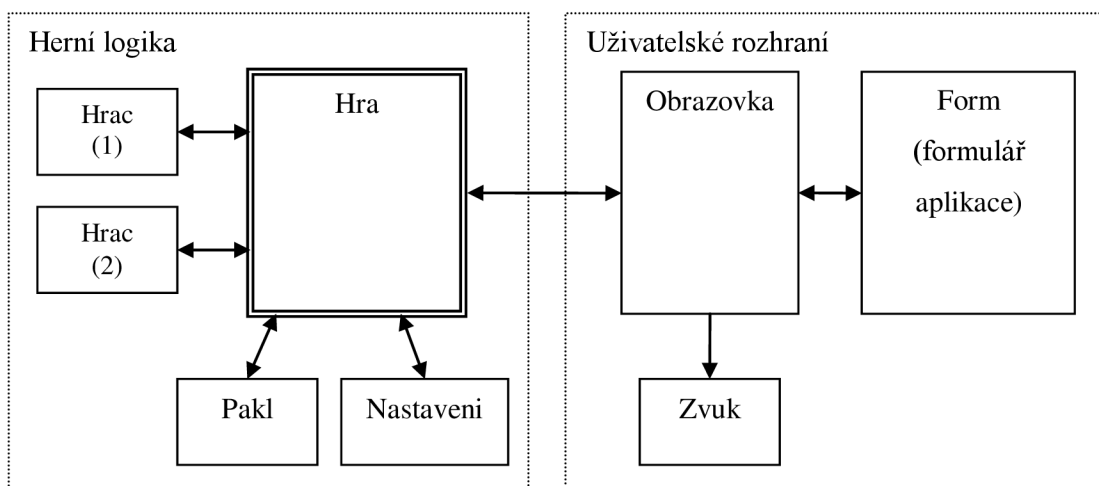 Herní logika
Hrac
(1)
Hrac
(2)
Hra
Pakl
Nastaveni
Uživatelské rozhraní
Obrazovka
Form
(formulář
aplikace)
Zvuk